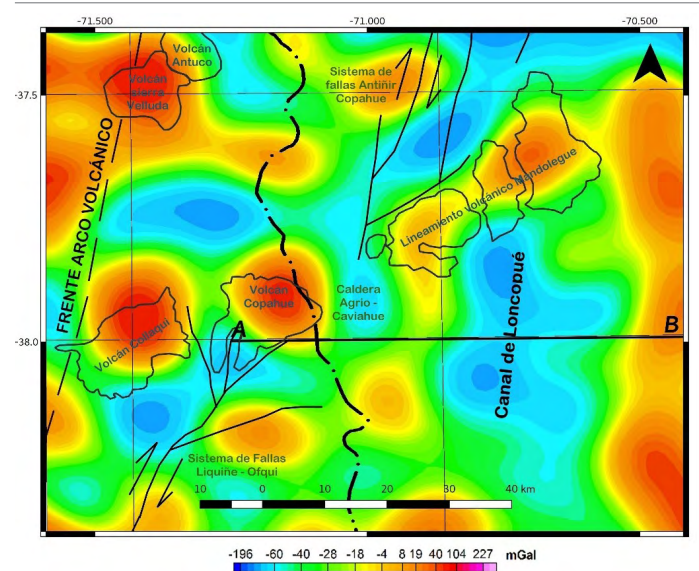 -71.500 -71.000 -70.500
Volcán
Antuco
Sistema de
fallas Antiñir
Copahue
-37.5
Volcán
sierra
Velluda
Lineamiento Volcánico Mandolegue
FRENTE ARCO VOLCÁNICO
Volcán
Copahue
Caldera
Agrio -
Caviahue
Canal de Loncopué
A
B
-38.0
Volcán Collaqui
Sistema de Fallas
Liquiñe - Ofqui
10 0 10 20 30 40 km
-196 -60 -40 -28 -18 -4 8 19 40 104 227 mGal